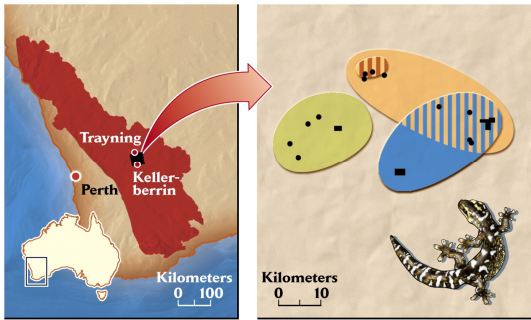 Trayning
Keller-
berrin
Perth
Kilometers
0 100
Kilometers
0 10